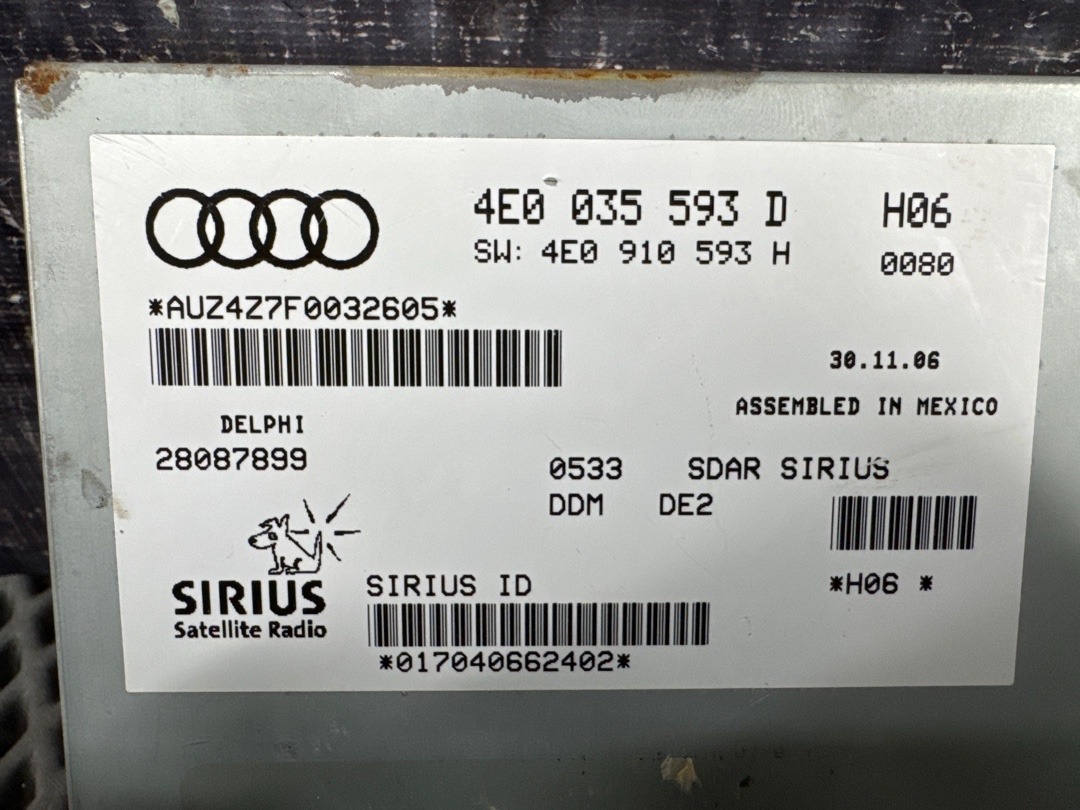 4E0 035 593 D H06
SW: 4E0 910 593 H 0080
*AUZ4Z7F0032605*
30.11.06
ASSEMBLED IN MEXICO
DELPHI
28087899
0533 SDAR SIRIUS
DDM DE2
*H06 *
SIRIUS
Satellite Radio
SIRIUS ID
*017040662402*